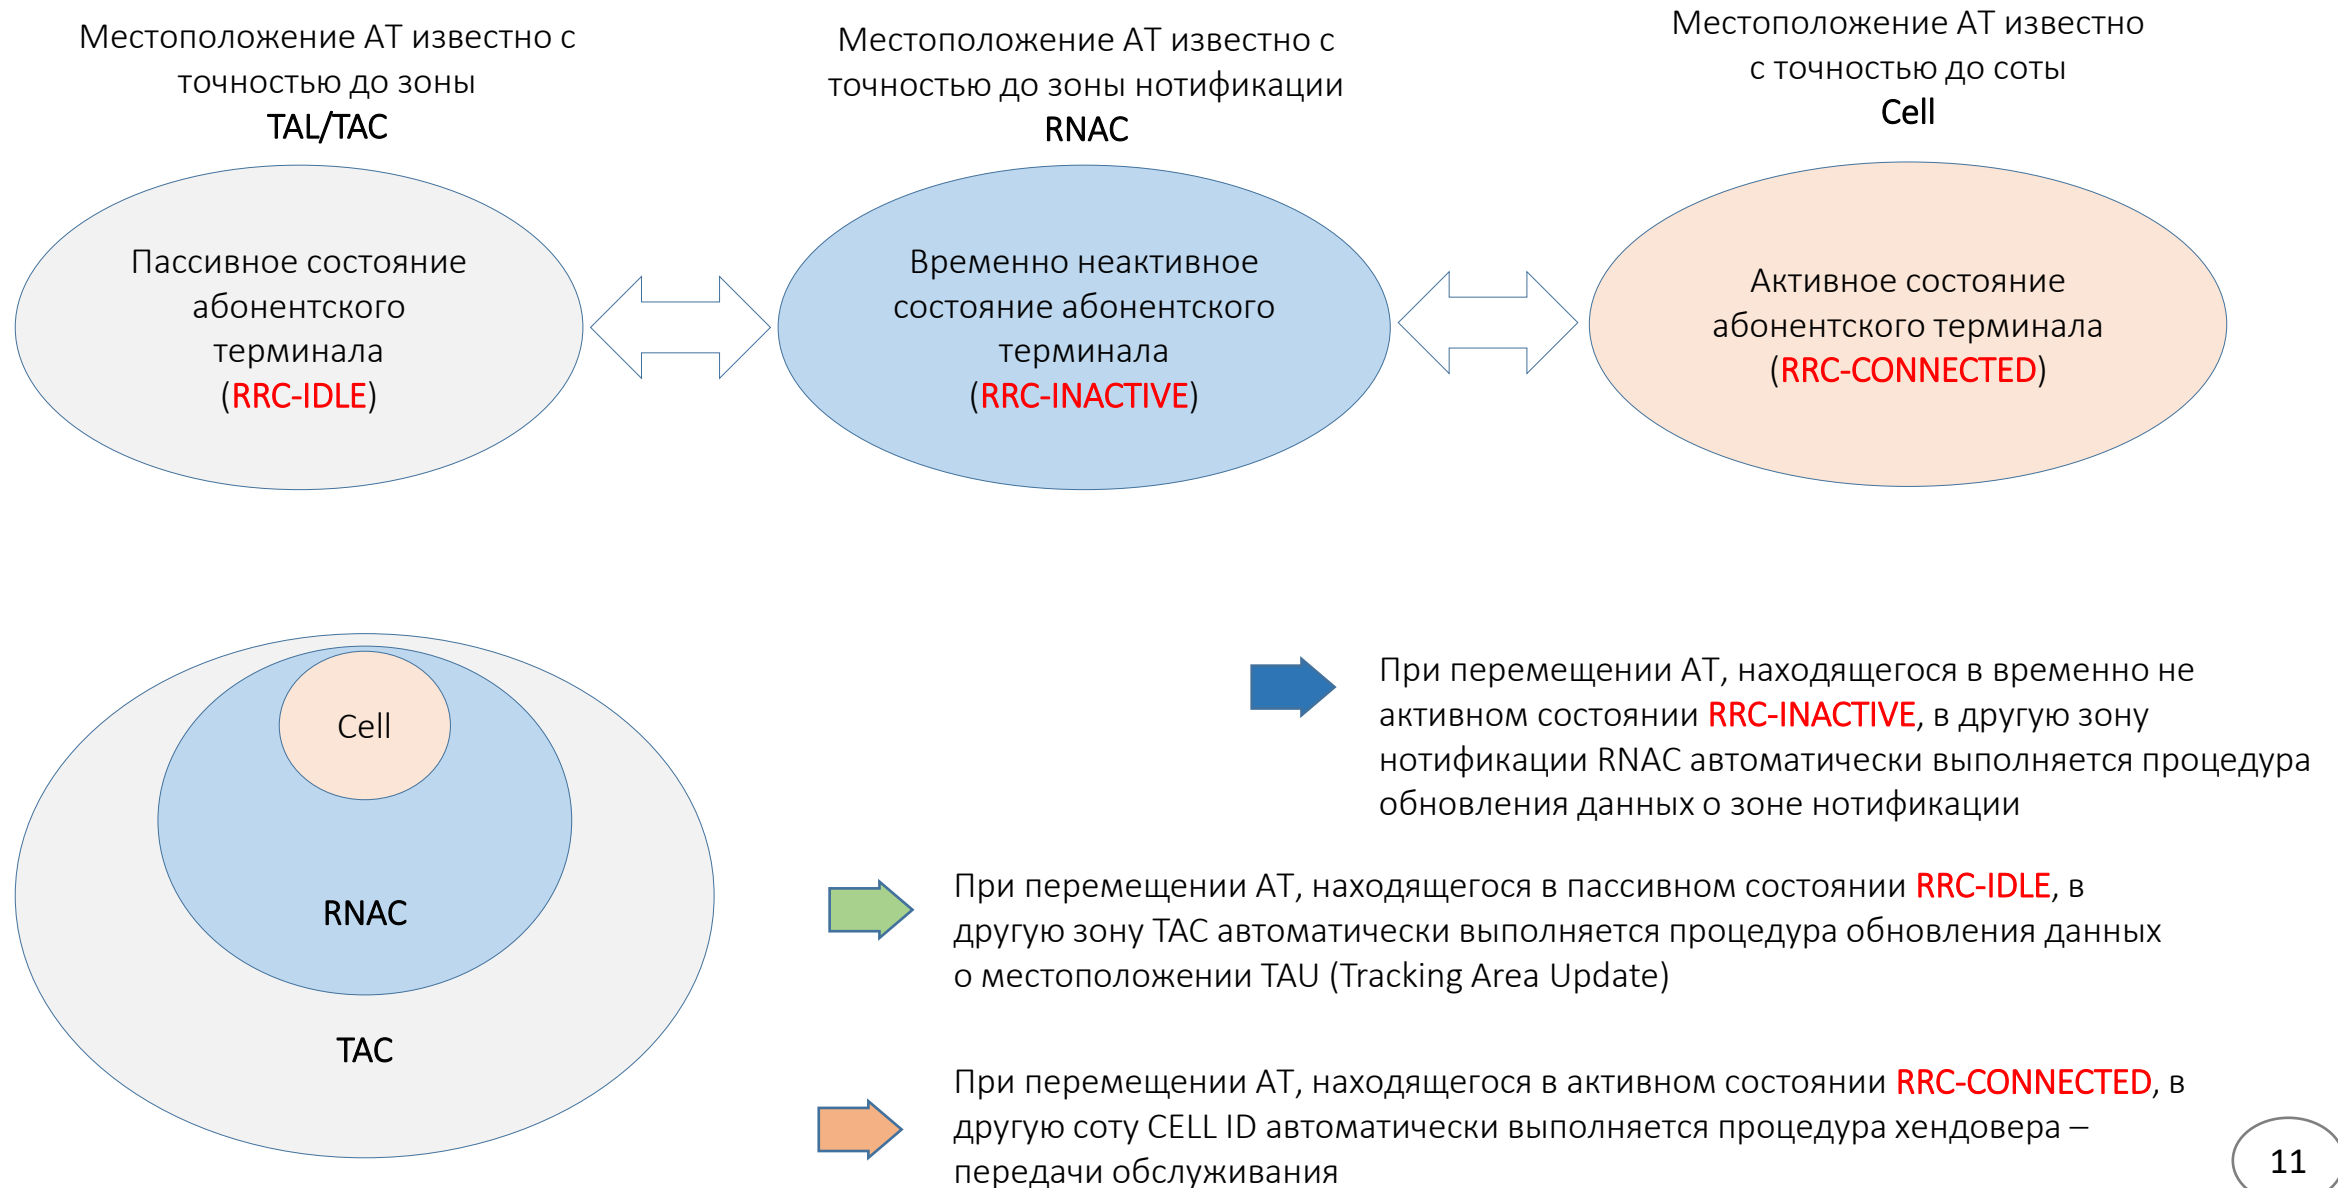 Местоположение АТ известно с
точностью до зоны
TAL/TAC
Местоположение АТ известно с
точностью до зоны нотификации
RNAC
Местоположение АТ известно
с точностью до соты
Cell
Пассивное состояние
абонентского
терминала
(RRC-IDLE)
Временно неактивное
состояние абонентского
терминала
(RRC-INACTIVE)
Активное состояние
абонентского терминала
(RRC-CONNECTED)
Cell
RNAC
TAC
При перемещении АТ, находящегося в временно не
активном состоянии RRC-INACTIVE, в другую зону
нотификации RNAC автоматически выполняется процедура
обновления данных о зоне нотификации
При перемещении АТ, находящегося в пассивном состоянии RRC-IDLE, в
другую зону TAC автоматически выполняется процедура обновления данных
о местоположении TAU (Tracking Area Update)
При перемещении АТ, находящегося в активном состоянии RRC-CONNECTED, в
другую соту CELL ID автоматически выполняется процедура хендовера –
передачи обслуживания
11